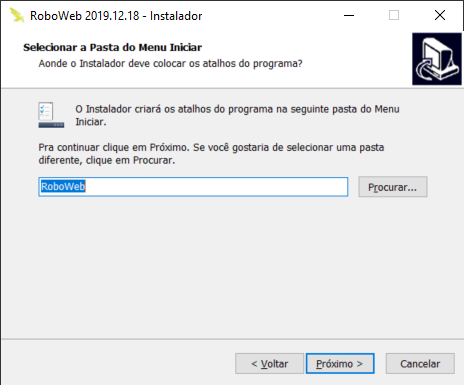 RoboWeb 2019.12.18 - Instalador
Selecionar a Pasta do Menu Iniciar
Aonde o Instalador deve colocar os atalhos do programa?
O Instalador criará os atalhos do programa na seguinte pasta do Menu
Iniciar.
Pra continuar clique em Próximo. Se você gostaria de selecionar uma pasta
diferente, clique em Procurar.
RoboWeb
Procurar...
< Voltar
Próximo >
Cancelar